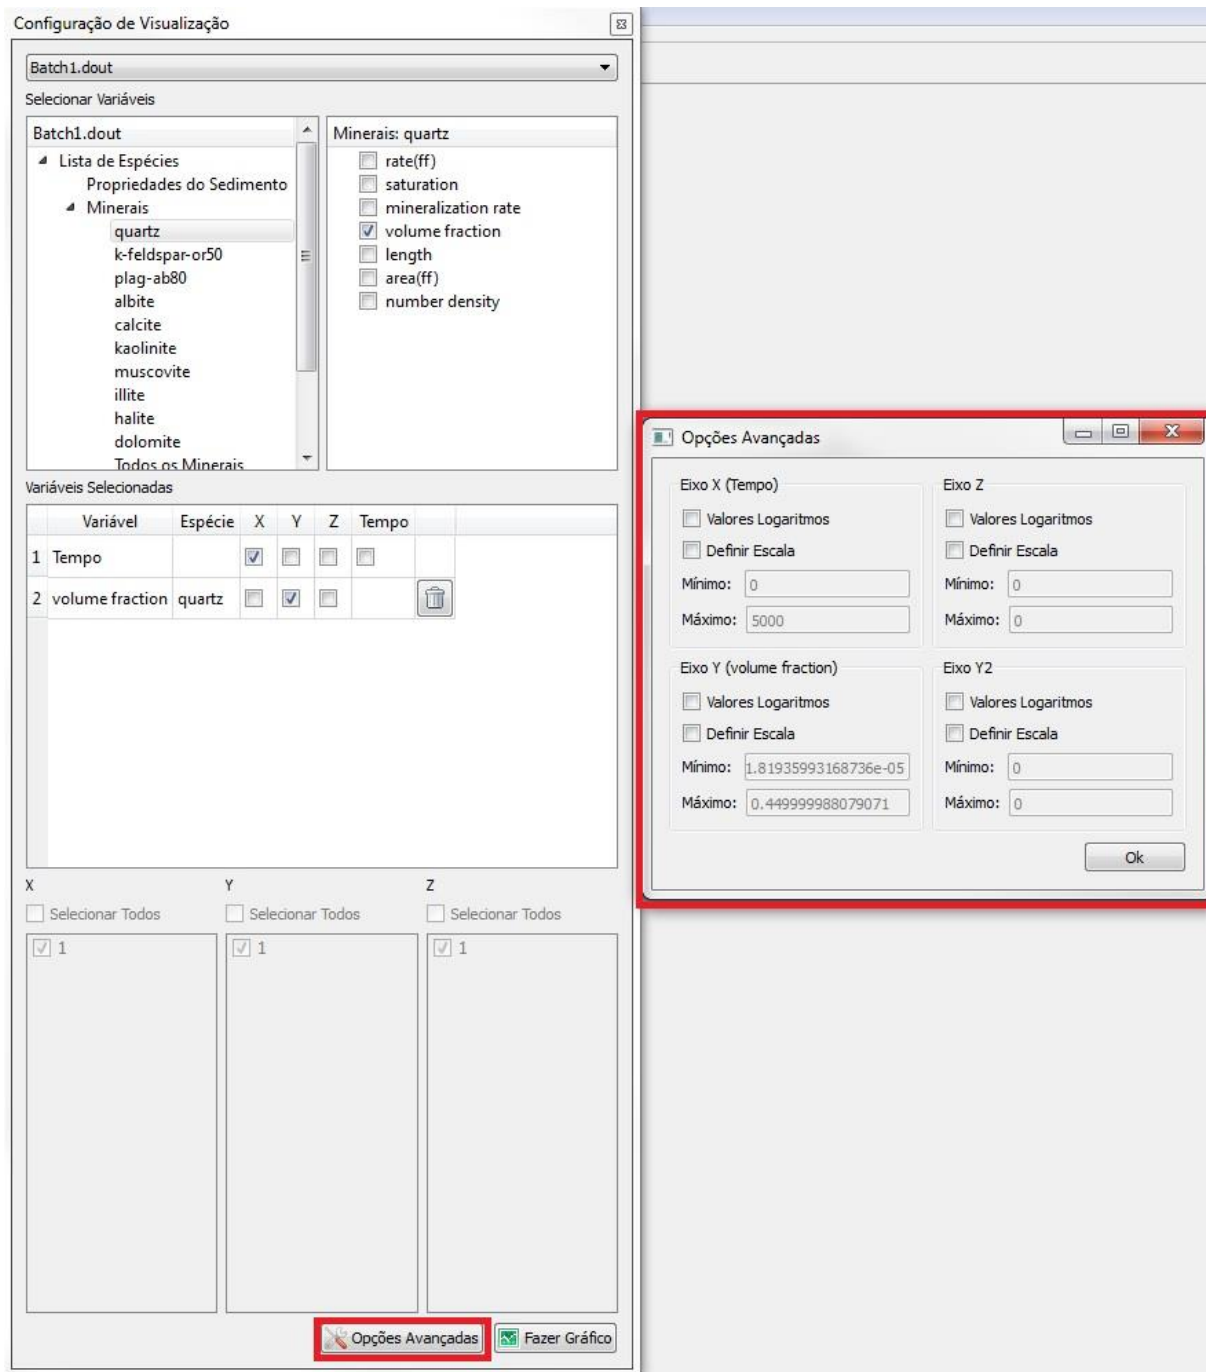 Configuração de Visualização
Batch1.dout
Selecionar Variáveis
Batch1.dout
Lista de Espécies
Propriedades do Sedimento
Minerais
quartz
k-feldspar-or50
plag-ab80
albite
calcite
kaolinite
muscovite
illite
halite
dolomite
Todos os Minerais
Minerais: quartz
rate(ff)
saturation
mineralization rate
volume fraction
length
area(ff)
number density
Variáveis Selecionadas
Variável Espécie X Y Z Tempo
1 Tempo
2 volume fraction quartz
X Y Z
Selecionar Todos Selecionar Todos Selecionar Todos
1 1 1
Opções Avançadas Fazer Gráfico
Opções Avançadas
Eixo X (Tempo)
Valores Logaritmos
Definir Escala
Mínimo: 0
Máximo: 5000
Eixo Z
Valores Logaritmos
Definir Escala
Mínimo: 0
Máximo: 0
Eixo Y (volume fraction)
Valores Logaritmos
Definir Escala
Mínimo: 1.81935993168736e-05
Máximo: 0.449999988079071
Eixo Y2
Valores Logaritmos
Definir Escala
Mínimo: 0
Máximo: 0
Ok